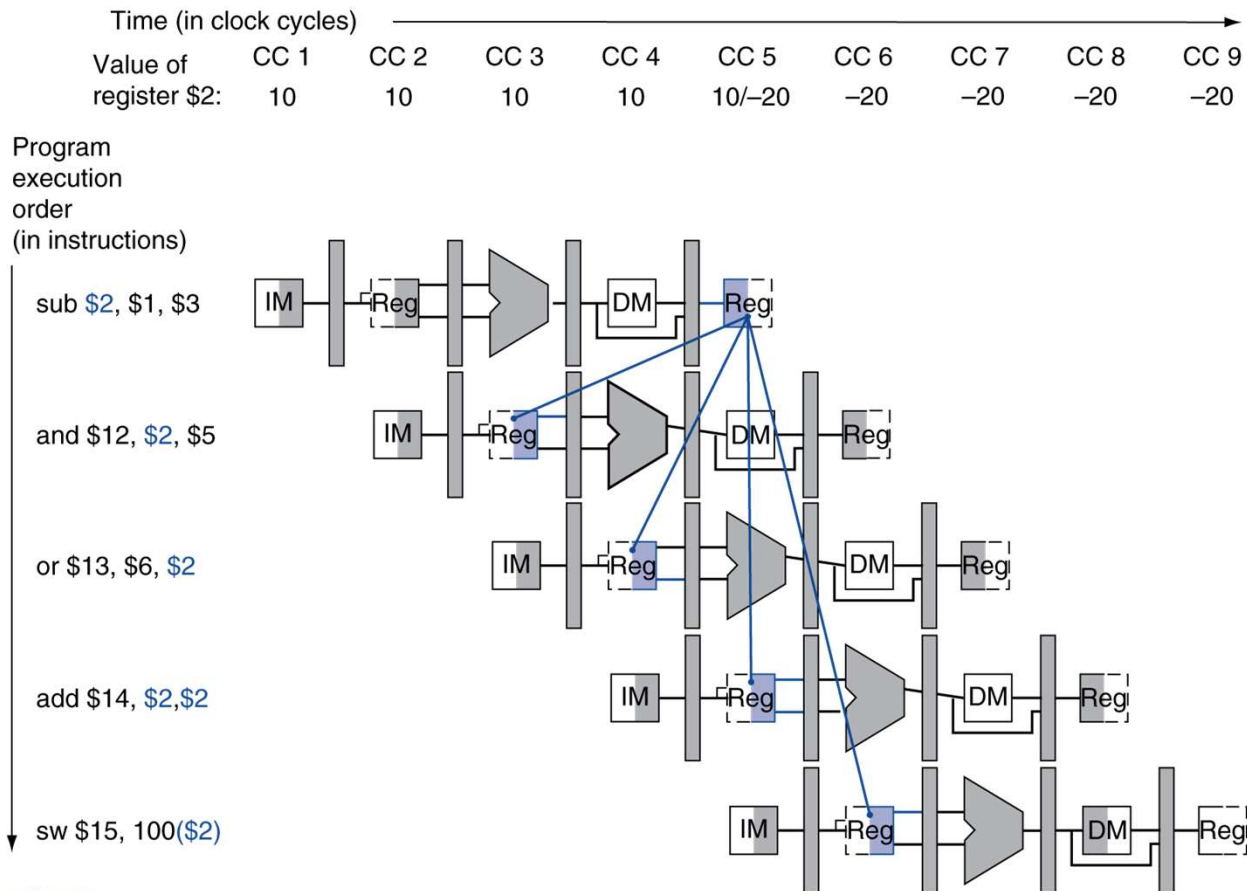 Time (in clock cycles)
CC 1 CC 2 CC 3 CC 4 CC 5 CC 6 CC 7 CC 8 CC 9
Value of
register $2: 10 10 10 10 10/–20 –20 –20 –20 –20
Program
execution
order
(in instructions)
sub $2, $1, $3 IM Reg DM Reg
and $12, $2, $5 IM Reg DM Reg
or $13, $6, $2 IM Reg DM Reg
add $14, $2,$2 IM Reg DM Reg
sw $15, 100($2) IM Reg DM Reg